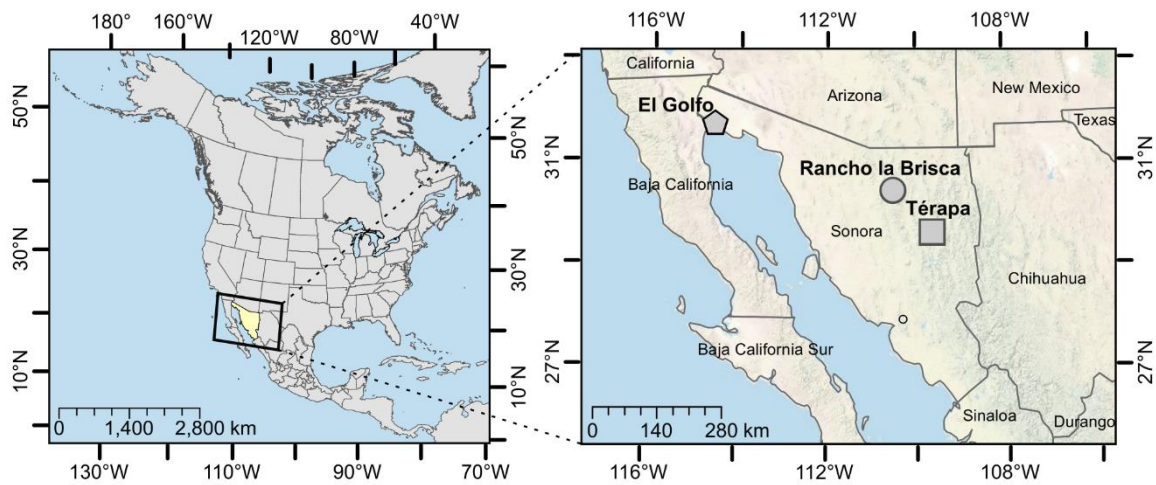 180° 160°W 120°W 80°W 40°W
50°N
30°N
10°N
50°N
30°N
10°N
0 1,400 2,800 km
130°W 110°W 90°W 70°W
116°W 112°W 110°W 108°W
California
Arizona
New Mexico
Texas
El Golfo
31°N
31°N
Rancho la Brisca
Baja California
Térapa
Sonora
Chihuahua
Baja California Sur
27°N
27°N
Sinaloa
Durango
0 140 280 km
116°W 112°W 108°W